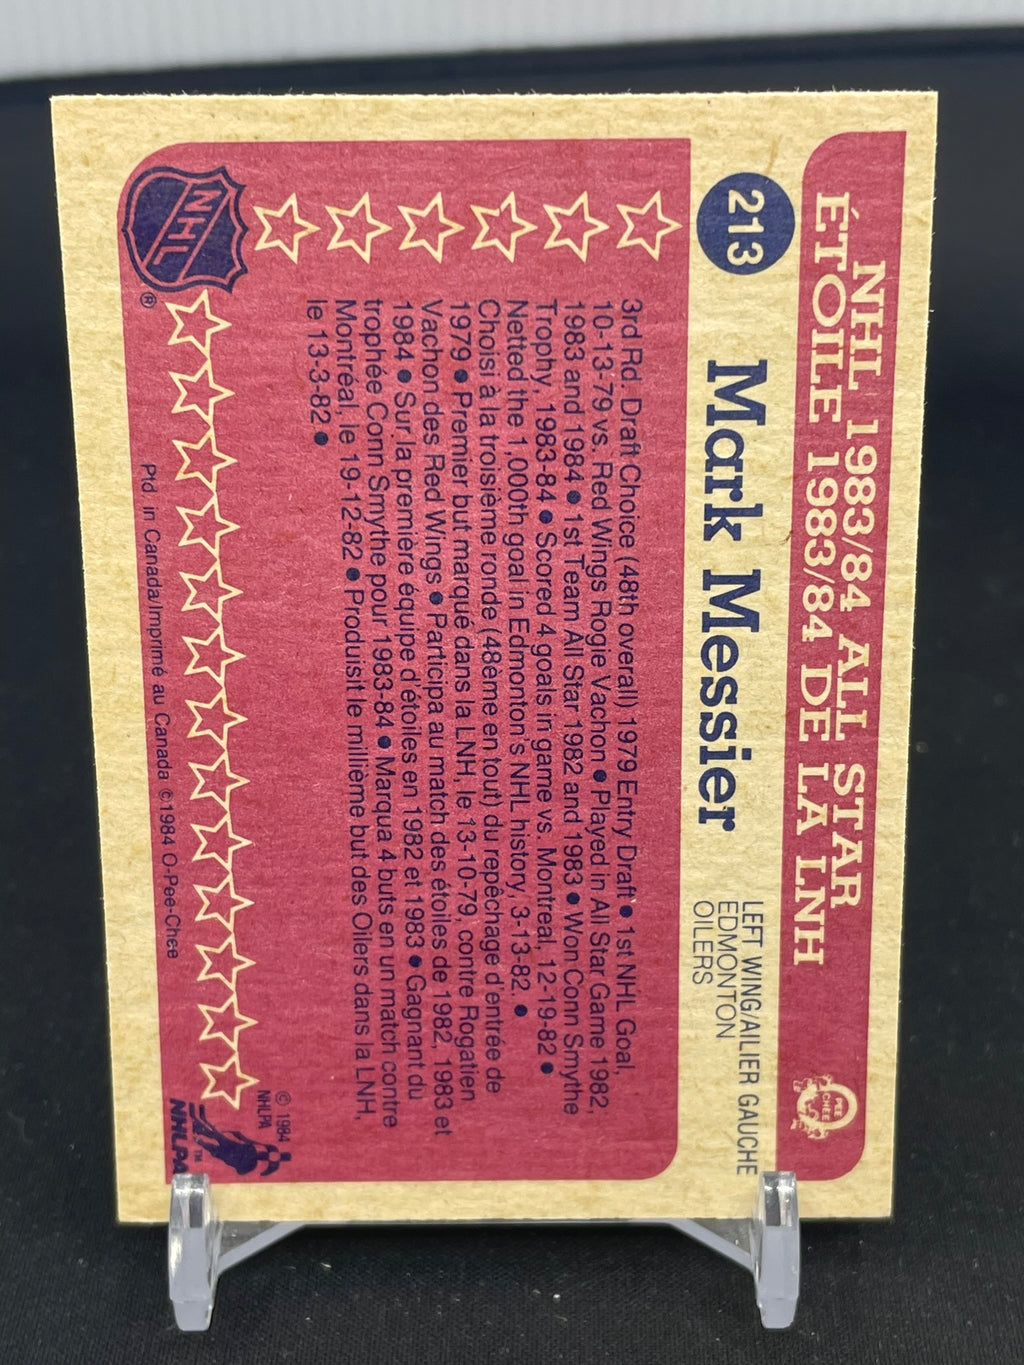 NHL 1983/84 ALL STAR
ÉTOILE 1983/84 DE LA LNH
O
PEE
CHEE
213
Mark Messier
LEFT WING/AILIER GAUCHE
EDMONTON
OILERS
3rd Rd. Draft Choice (48th overall) 1979 Entry Draft ● 1st NHL Goal,
10-13-79 vs. Red Wings Rogie Vachon ● Played in All Star Game 1982,
1983 and 1984 ● 1st Team All Star 1982 and 1983 ● Won Conn Smythe
Trophy, 1983-84 ● Scored 4 goals in game vs. Montreal, 12-19-82 ●
Netted the 1,000th goal in Edmonton's NHL history, 3-13-82. ●
Choisi à la troisième ronde (48ème en tout) du repêchage d'entrée de
1979 ● Premier but marqué dans la LNH, le 13-10-79, contre Rogatien
Vachon des Red Wings ● Participa au match des étoiles de 1982, 1983 et
1984 ● Sur la première équipe d'étoiles en 1982 et 1983 ● Gagnant du
trophée Conn Smythe pour 1983-84 ● Marqua 4 buts en un match contre
Montréal, le 19-12-82 ● Produisit le millième but des Oilers dans la LNH,
le 13-3-82 ●
NHL
®
© 1984
NHLPA
NHLPA
™
Ptd. in Canada/Imprimé au Canada ©1984 O-Pee-Chee